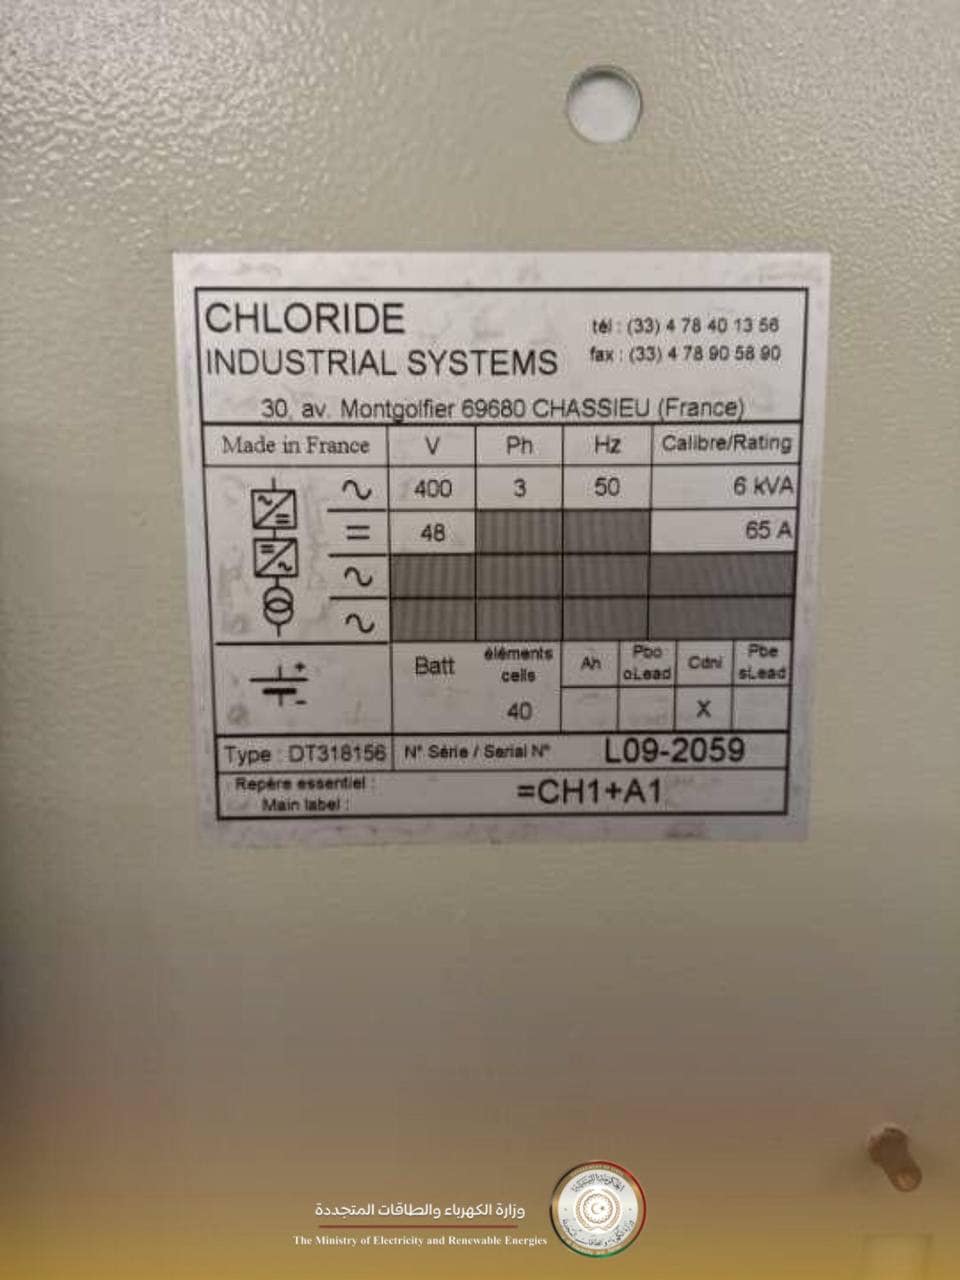 CHLORIDE
INDUSTRIAL SYSTEMS
tél : (33) 4 78 40 13 56
fax : (33) 4 78 90 58 90
30, av. Montgolfier 69680 CHASSIEU (France)
Made in France V Ph Hz Calibre/Rating
~ 400 3 50 6 kVA
= 48 65 A
~
~
Batt éléments cells Ah Pbo oLead Cdni Pbe sLead
40 X
Type : DT318156 N° Série / Serial N° L09-2059
Repère essentiel :
Main label : =CH1+A1
وزارة الكهرباء والطاقات المتجددة
The Ministry of Electricity and Renewable Energies